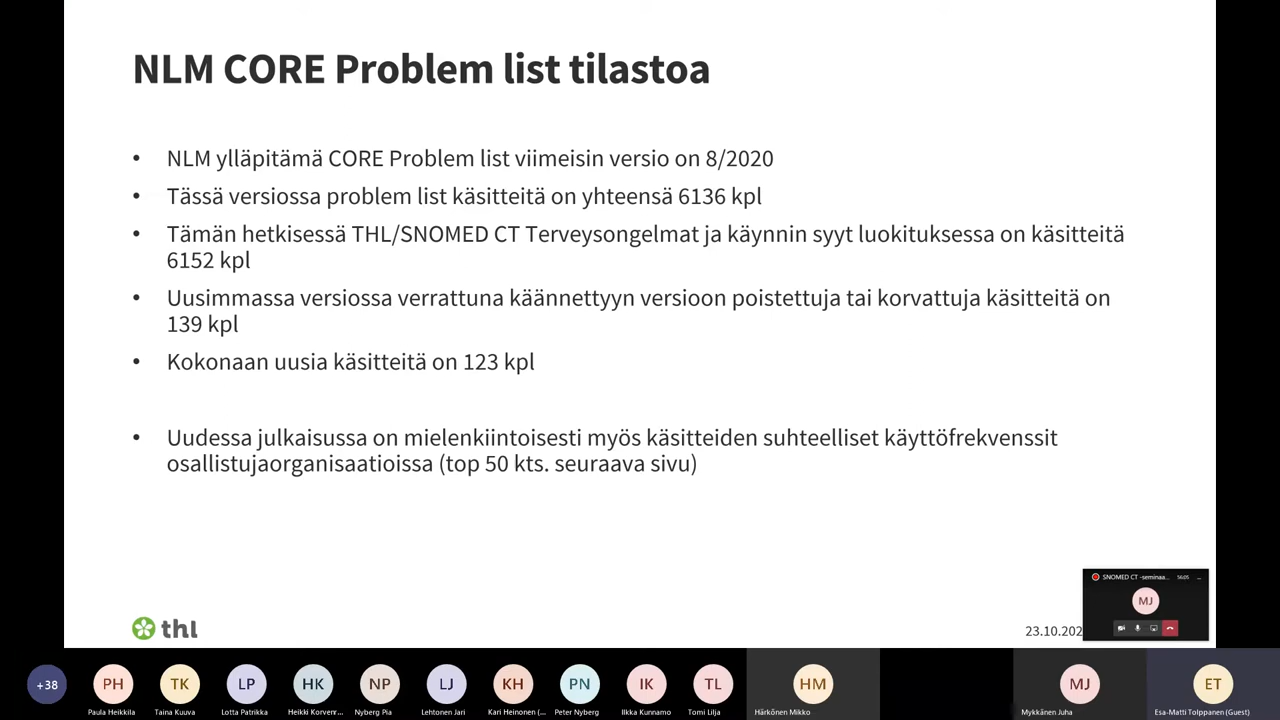 NLM CORE Problem list tilastoa
• NLM ylläpitämä CORE Problem list viimeisin versio on 8/2020
• Tässä versiossa problem list käsitteitä on yhteensä 6136 kpl
• Tämän hetkisessä THL/SNOMED CT Terveysongelmat ja käynnin syyt luokituksessa on käsitteitä
6152 kpl
• Uusimmassa versiossa verrattuna käännettyyn versioon poistettuja tai korvattuja käsitteitä on
139 kpl
• Kokonaan uusia käsitteitä on 123 kpl
• Uudessa julkaisussa on mielenkiintoisesti myös käsitteiden suhteelliset käyttöfrekvenssit
osallistujaorganisaatioissa (top 50 kts. seuraava sivu)
SNOMED CT -seminaa... 56:05 ...
MJ
thl
23.10.202
+38 PH TK LP HK NP LJ KH PN IK TL HM MJ ET
Paula Heikkila Taina Kuuva Lotta Patrikka Heikki Korvenr... Nyberg Pia Lehtonen Jari Kari Heinonen (... Peter Nyberg Ilkka Kunnamo Tomi Lilja Härkönen Mikko Mykkänen Juha Esa-Matti Tolppanen (Guest)